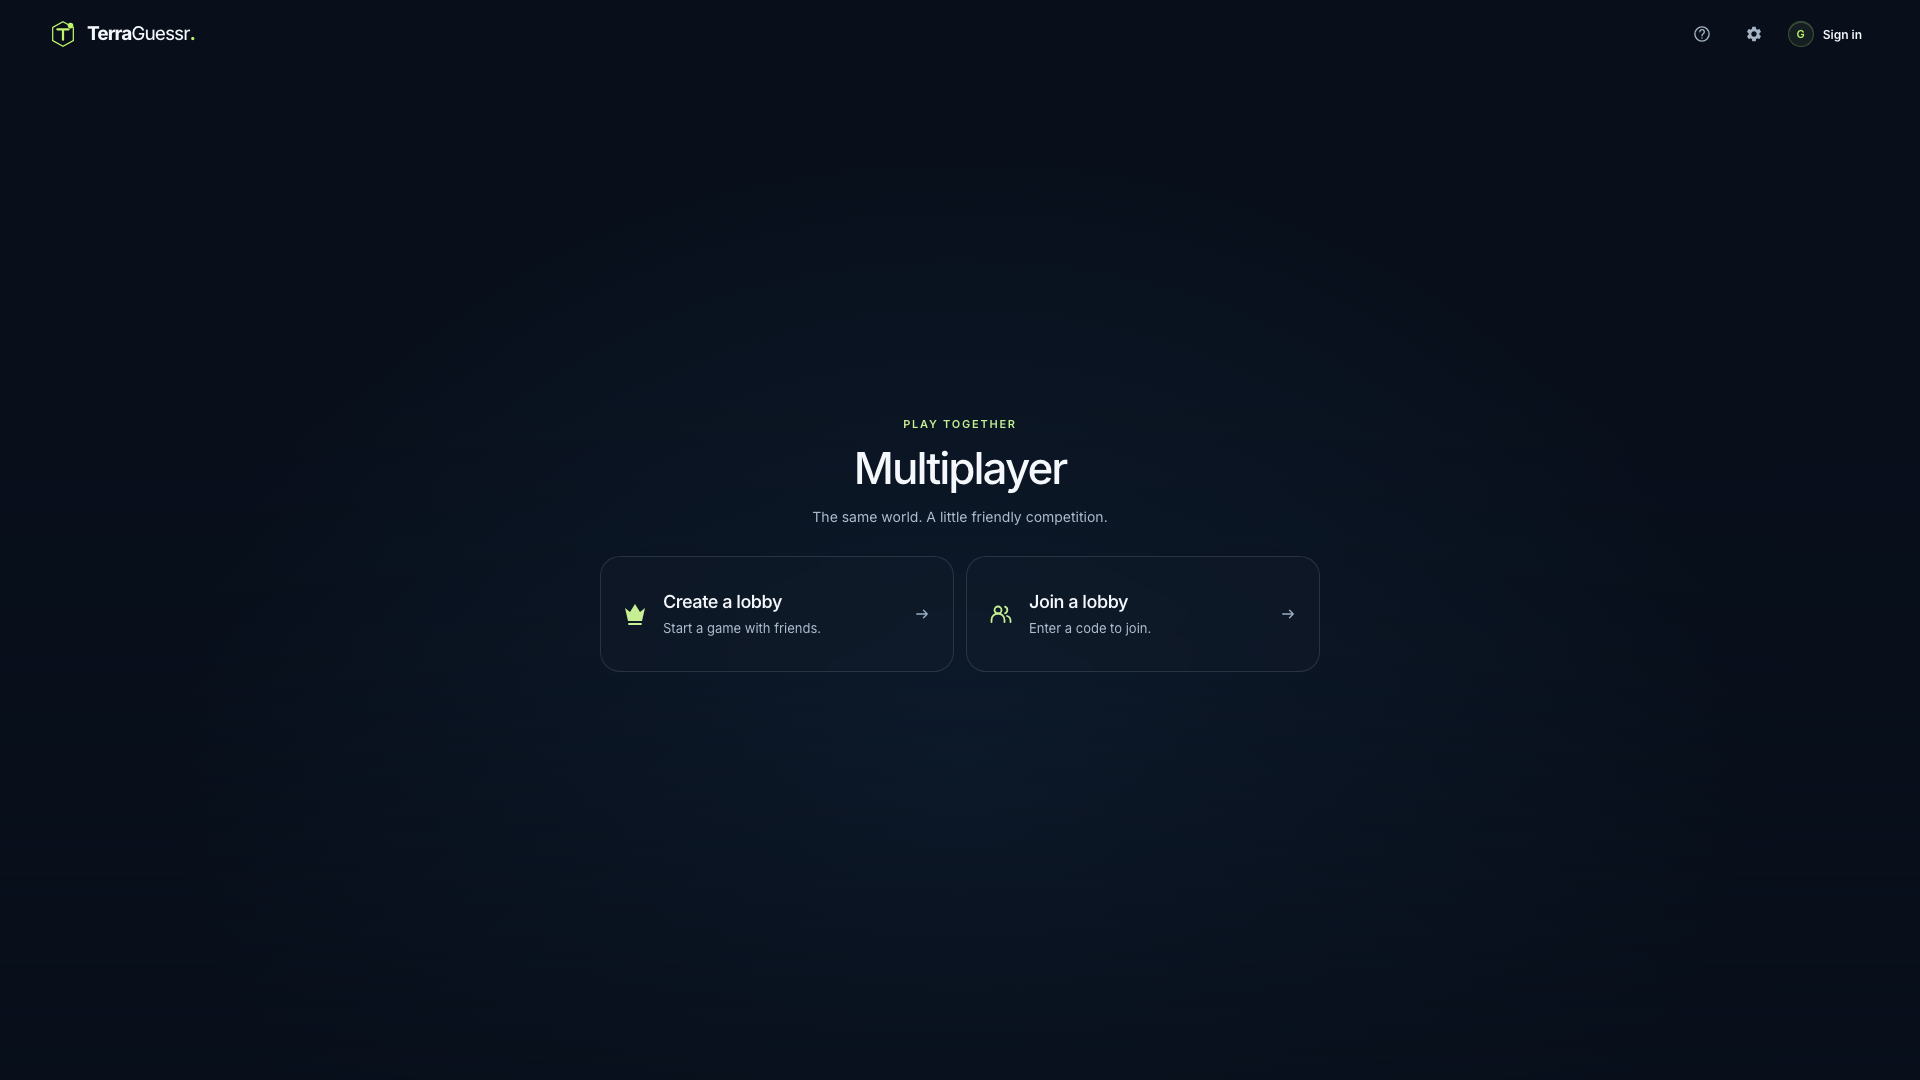 TerraGuessr.
G Sign in
PLAY TOGETHER
Multiplayer
The same world. A little friendly competition.
Create a lobby
Start a game with friends.
Join a lobby
Enter a code to join.